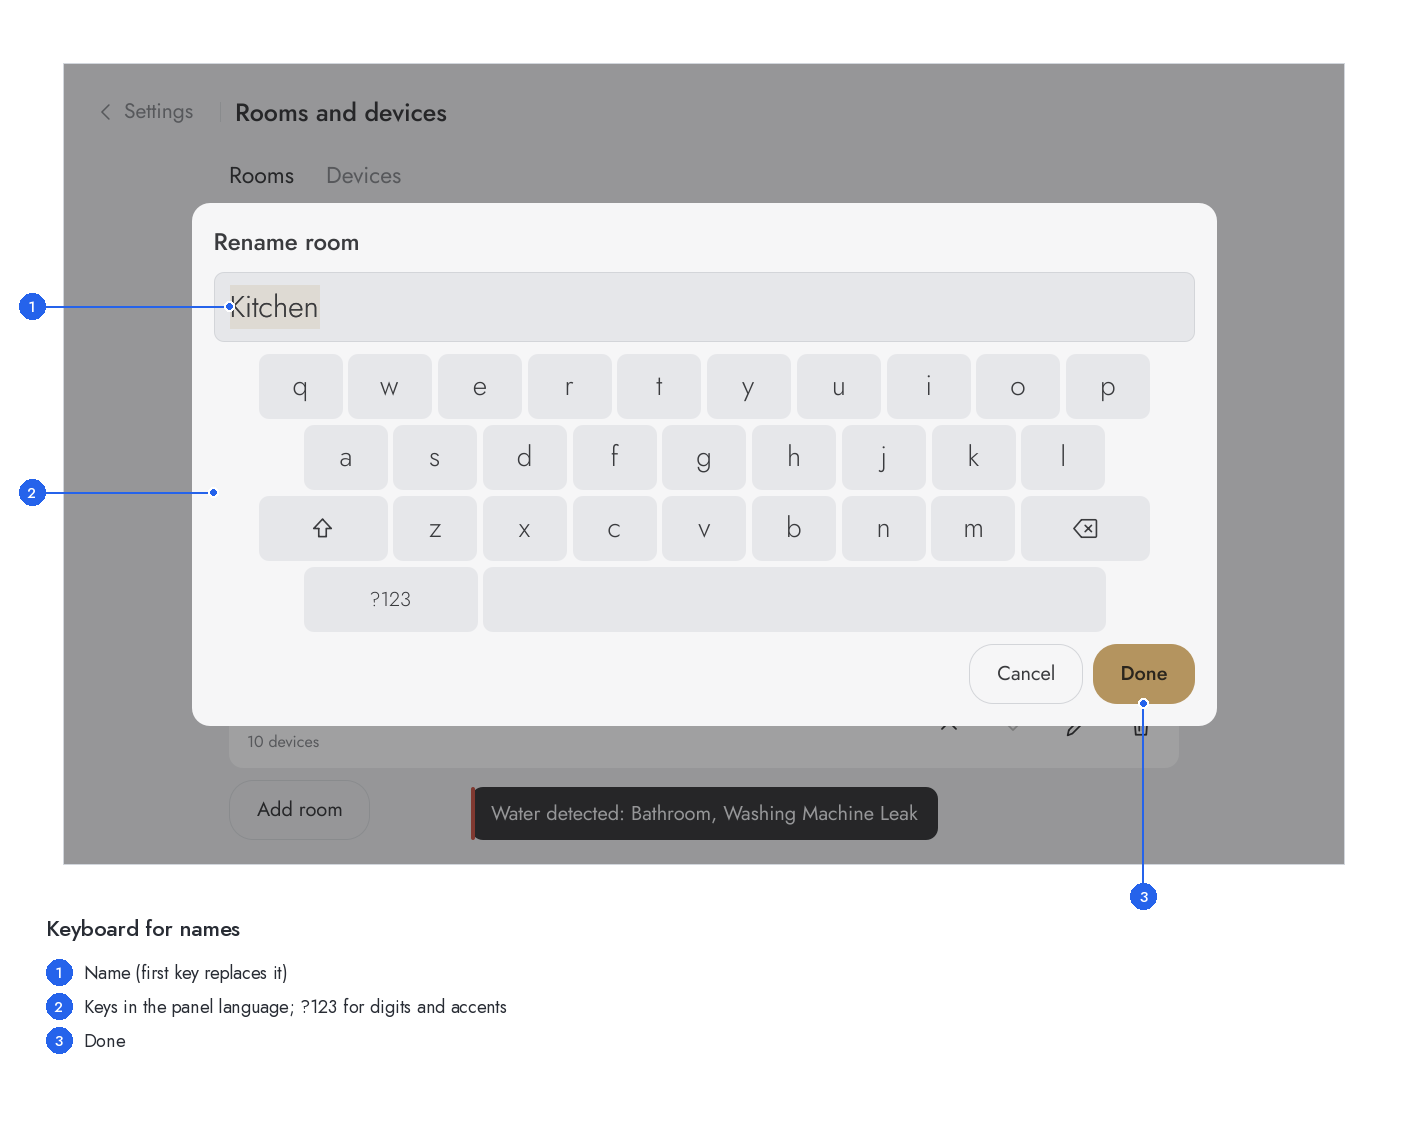 Settings
Rooms and devices
Rooms Devices
Rename room
1
Kitchen
q w e r t y u i o p
a s d f g h j k l
2
z x c v b n m
?123
Cancel Done
10 devices
Add room
Water detected: Bathroom, Washing Machine Leak
3
Keyboard for names
1 Name (first key replaces it)
2 Keys in the panel language; ?123 for digits and accents
3 Done